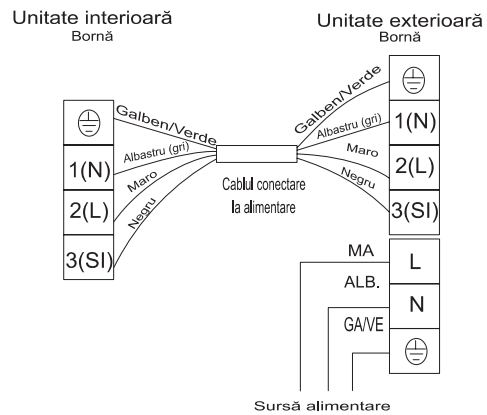 Unitate interioară
Bornă
Unitate exterioară
Bornă
Galben/Verde
Albastru (gri)
Maro
Negru
1(N)
2(L)
3(SI)
Cablul conectare
la alimentare
Galben/Verde
Albastru (gri)
Maro
Negru
1(N)
2(L)
3(SI)
MA
L
ALB.
N
GA/VE
Sursă alimentare